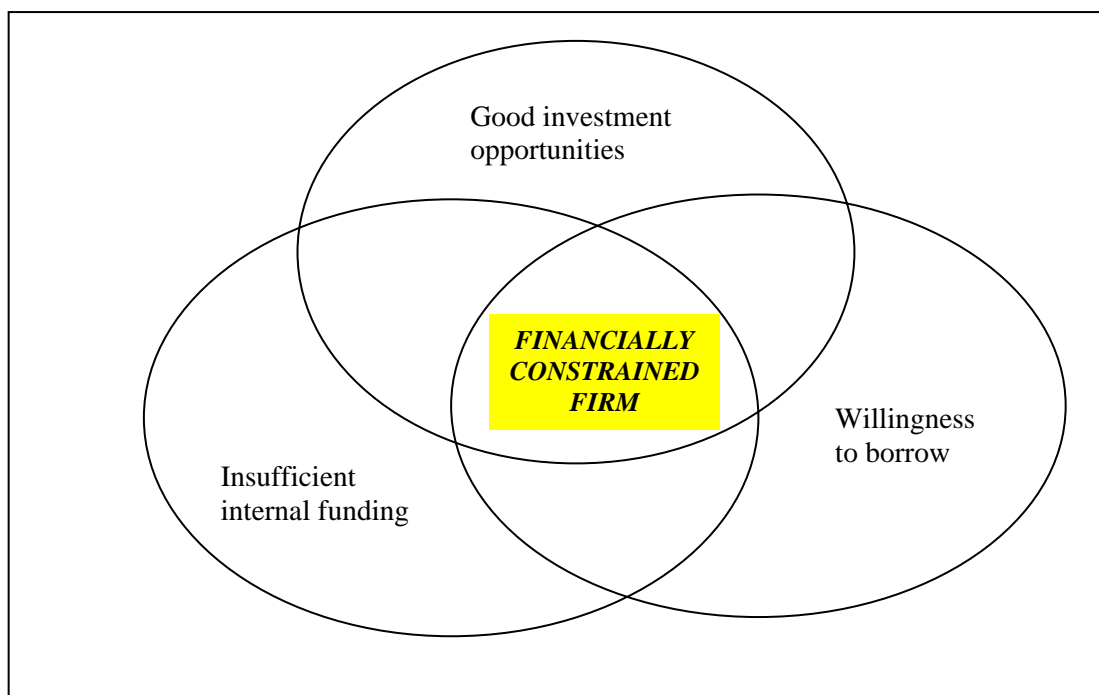 Good investment
opportunities
FINANCIALLY
CONSTRAINED
FIRM
Willingness
to borrow
Insufficient
internal funding